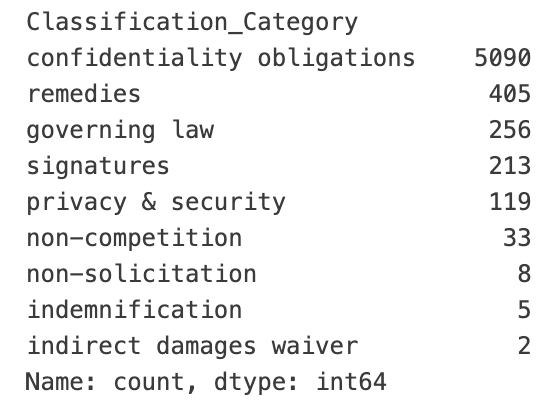 Classification_Category
confidentiality obligations 5090
remedies 405
governing law 256
signatures 213
privacy & security 119
non-competition 33
non-solicitation 8
indemnification 5
indirect damages waiver 2
Name: count, dtype: int64